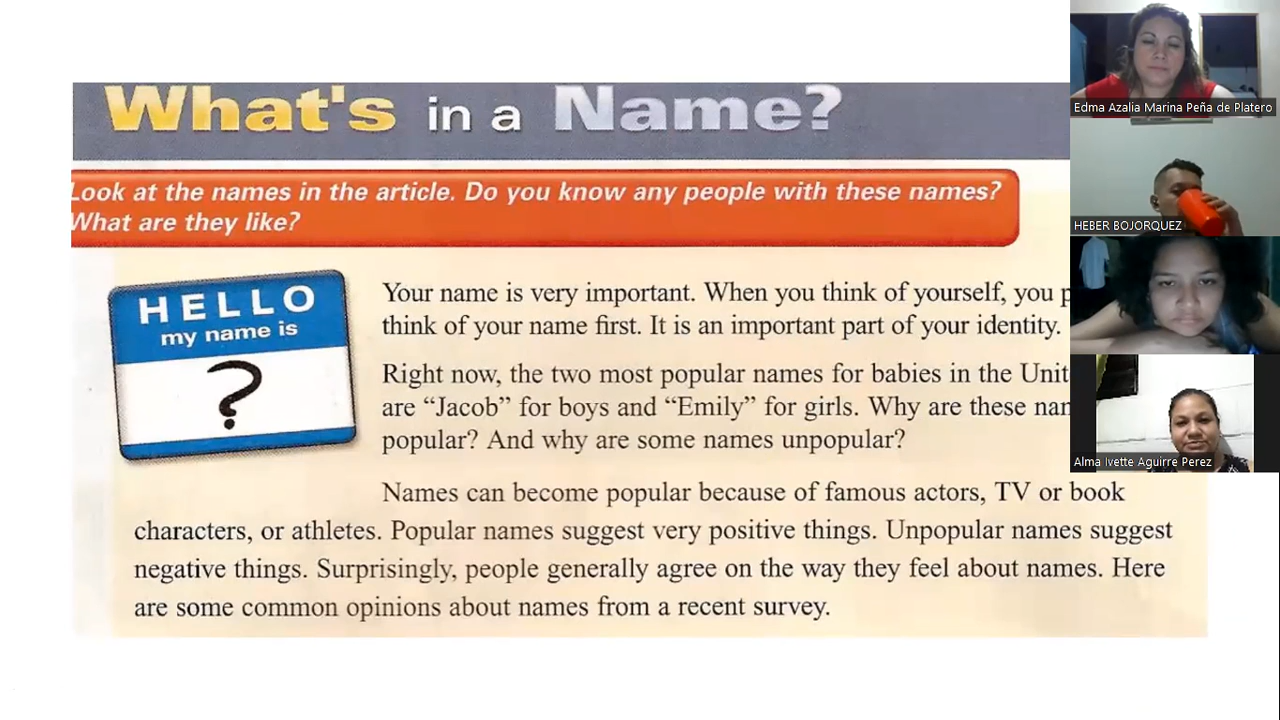 What's in a Name?
Look at the names in the article. Do you know any people with these names?
What are they like?
HELLO
my name is
?
Your name is very important. When you think of yourself, you p
think of your name first. It is an important part of your identity.
Right now, the two most popular names for babies in the Unit
are “Jacob” for boys and “Emily” for girls. Why are these nar
popular? And why are some names unpopular?
Names can become popular because of famous actors, TV or book
characters, or athletes. Popular names suggest very positive things. Unpopular names suggest
negative things. Surprisingly, people generally agree on the way they feel about names. Here
are some common opinions about names from a recent survey.
Edma Azalia Marina Peña de Platero
HEBER BOJORQUEZ
Alma Ivette Aguirre Perez